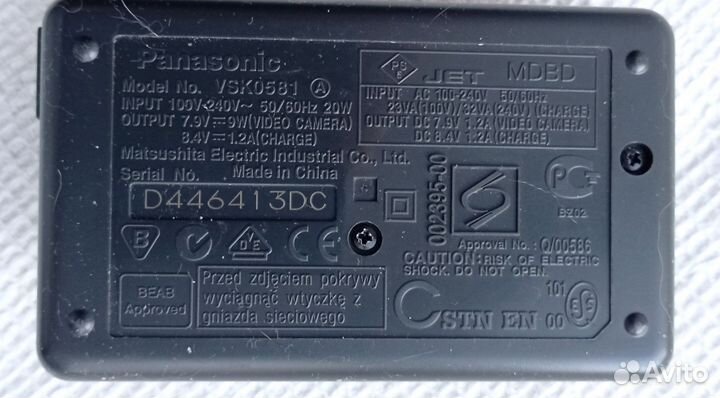 Panasonic
Model No. VSK0581 A
INPUT 100V-240V~ 50/60Hz 20W
OUTPUT 7.9V 9W(VIDEO CAMERA)
8.4V 1.2A(CHARGE)
Matsushita Electric Industrial Co., Ltd.
Serial No. Made in China
D446413DC
PS
E
JET MDBD
INPUT AC 100-240V 50/60Hz
23VA(100V)/32VA(240V)(CHARGE)
OUTPUT DC 7.9V 1.2A(VIDEO CAMERA)
DC 8.4V 1.2A(CHARGE)
002395-00
S
PC
BZ02
Approval No.: Q/00586
CAUTION:RISK OF ELECTRIC
SHOCK. DO NOT OPEN.
B
CE
BEAB
Approved
Przed zdjęciem pokrywy
wyciągnąć wtyczkę z
gniazda sieciowego
STN EN 00
101
Avito